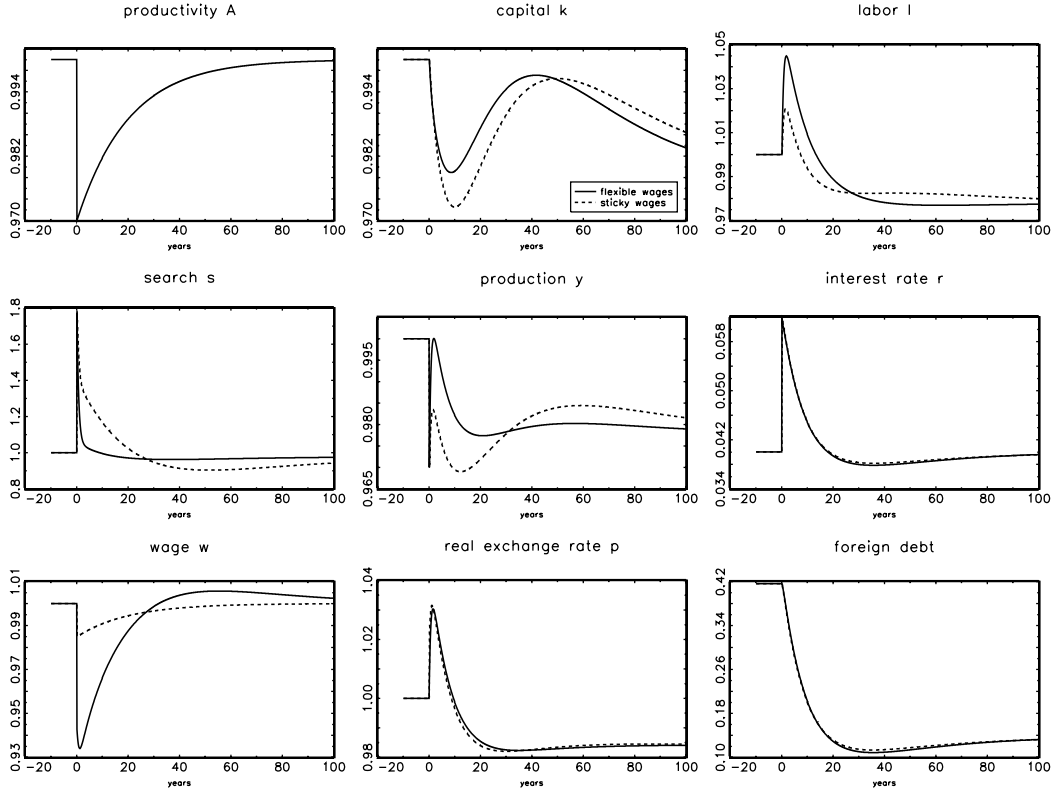 productivity A
capital k
labor l
0.970 0.982 0.994
-20 0 20 40 60 80 100
years
0.970 0.982 0.994
flexible wages
sticky wages
-20 0 20 40 60 80 100
years
0.97 0.99 1.01 1.03 1.05
-20 0 20 40 60 80 100
years
search s
production y
interest rate r
0.8 1.0 1.2 1.4 1.6 1.8
-20 0 20 40 60 80 100
years
0.965 0.980 0.995
-20 0 20 40 60 80 100
years
0.034 0.042 0.050 0.058
-20 0 20 40 60 80 100
years
wage w
real exchange rate p
foreign debt
0.93 0.95 0.97 0.99 1.01
-20 0 20 40 60 80 100
years
0.98 1.00 1.02 1.04
-20 0 20 40 60 80 100
years
0.10 0.18 0.26 0.34 0.42
-20 0 20 40 60 80 100
years